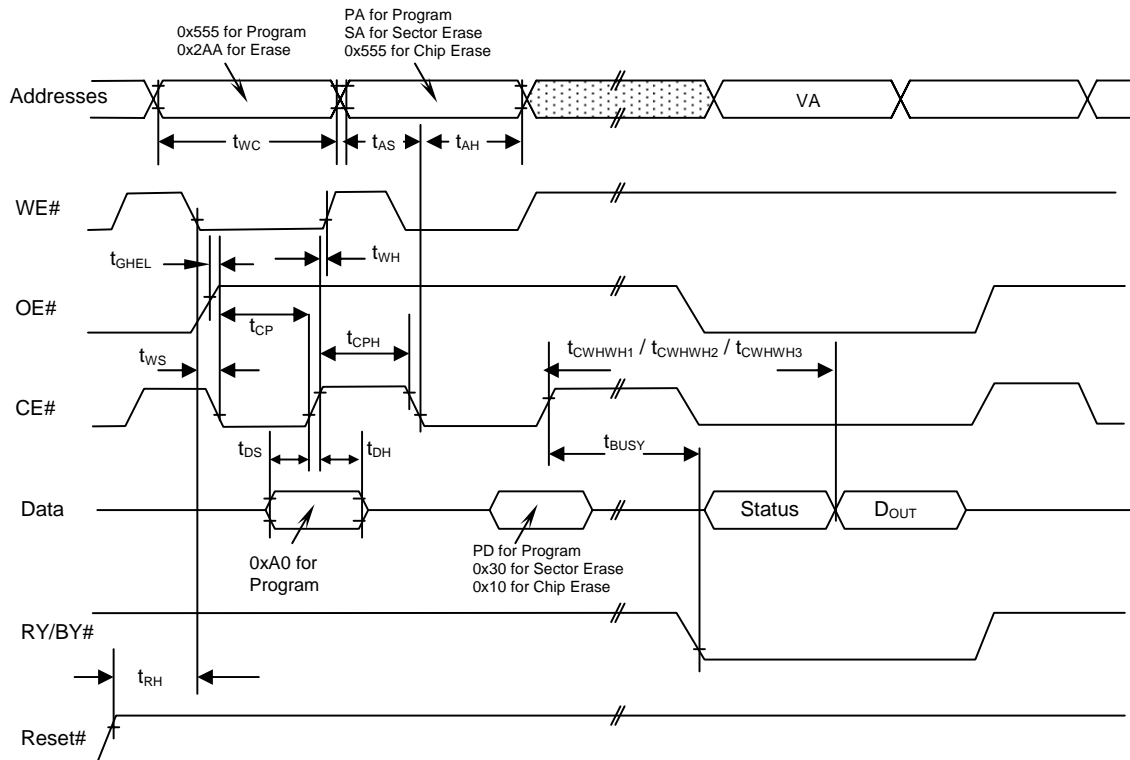 0x555 for Program
0x2AA for Erase
PA for Program
SA for Sector Erase
0x555 for Chip Erase
Addresses
VA
tWC
tAS
tAH
WE#
tGHEL
tWH
OE#
tCP
tCPH
tWS
tCWHWH1 / tCWHWH2 / tCWHWH3
CE#
tDS
tDH
tBUSY
Data
Status
DOUT
0xA0 for
Program
PD for Program
0x30 for Sector Erase
0x10 for Chip Erase
RY/BY#
tRH
Reset#